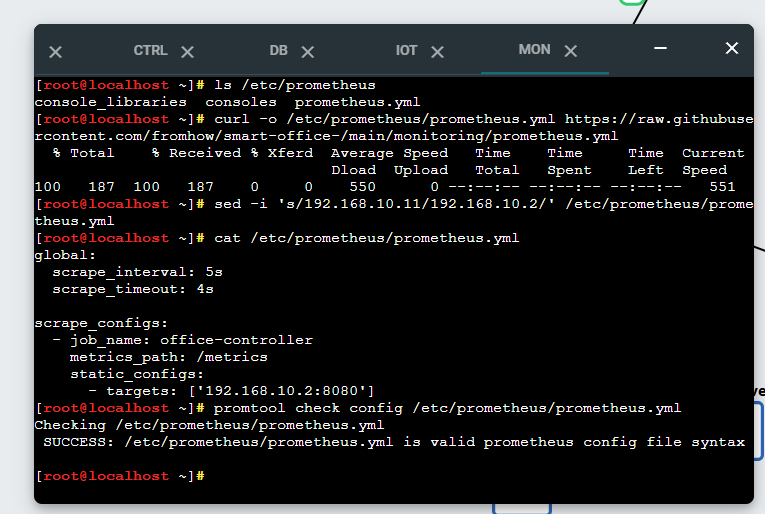 CTRL DB IOT MON
[root@localhost ~]# ls /etc/prometheus
console_libraries  consoles  prometheus.yml
[root@localhost ~]# curl -o /etc/prometheus/prometheus.yml https://raw.githubuse
rcontent.com/fromhow/smart-office-/main/monitoring/prometheus.yml
  % Total    % Received % Xferd  Average Speed   Time    Time     Time  Current
                                 Dload  Upload   Total   Spent    Left  Speed
100   187  100   187    0     0    550      0 --:--:-- --:--:-- --:--:--   551
[root@localhost ~]# sed -i 's/192.168.10.11/192.168.10.2/' /etc/prometheus/prome
theus.yml
[root@localhost ~]# cat /etc/prometheus/prometheus.yml
global:
  scrape_interval: 5s
  scrape_timeout: 4s

scrape_configs:
  - job_name: office-controller
    metrics_path: /metrics
    static_configs:
      - targets: ['192.168.10.2:8080']
[root@localhost ~]# promtool check config /etc/prometheus/prometheus.yml
Checking /etc/prometheus/prometheus.yml
 SUCCESS: /etc/prometheus/prometheus.yml is valid prometheus config file syntax

[root@localhost ~]#